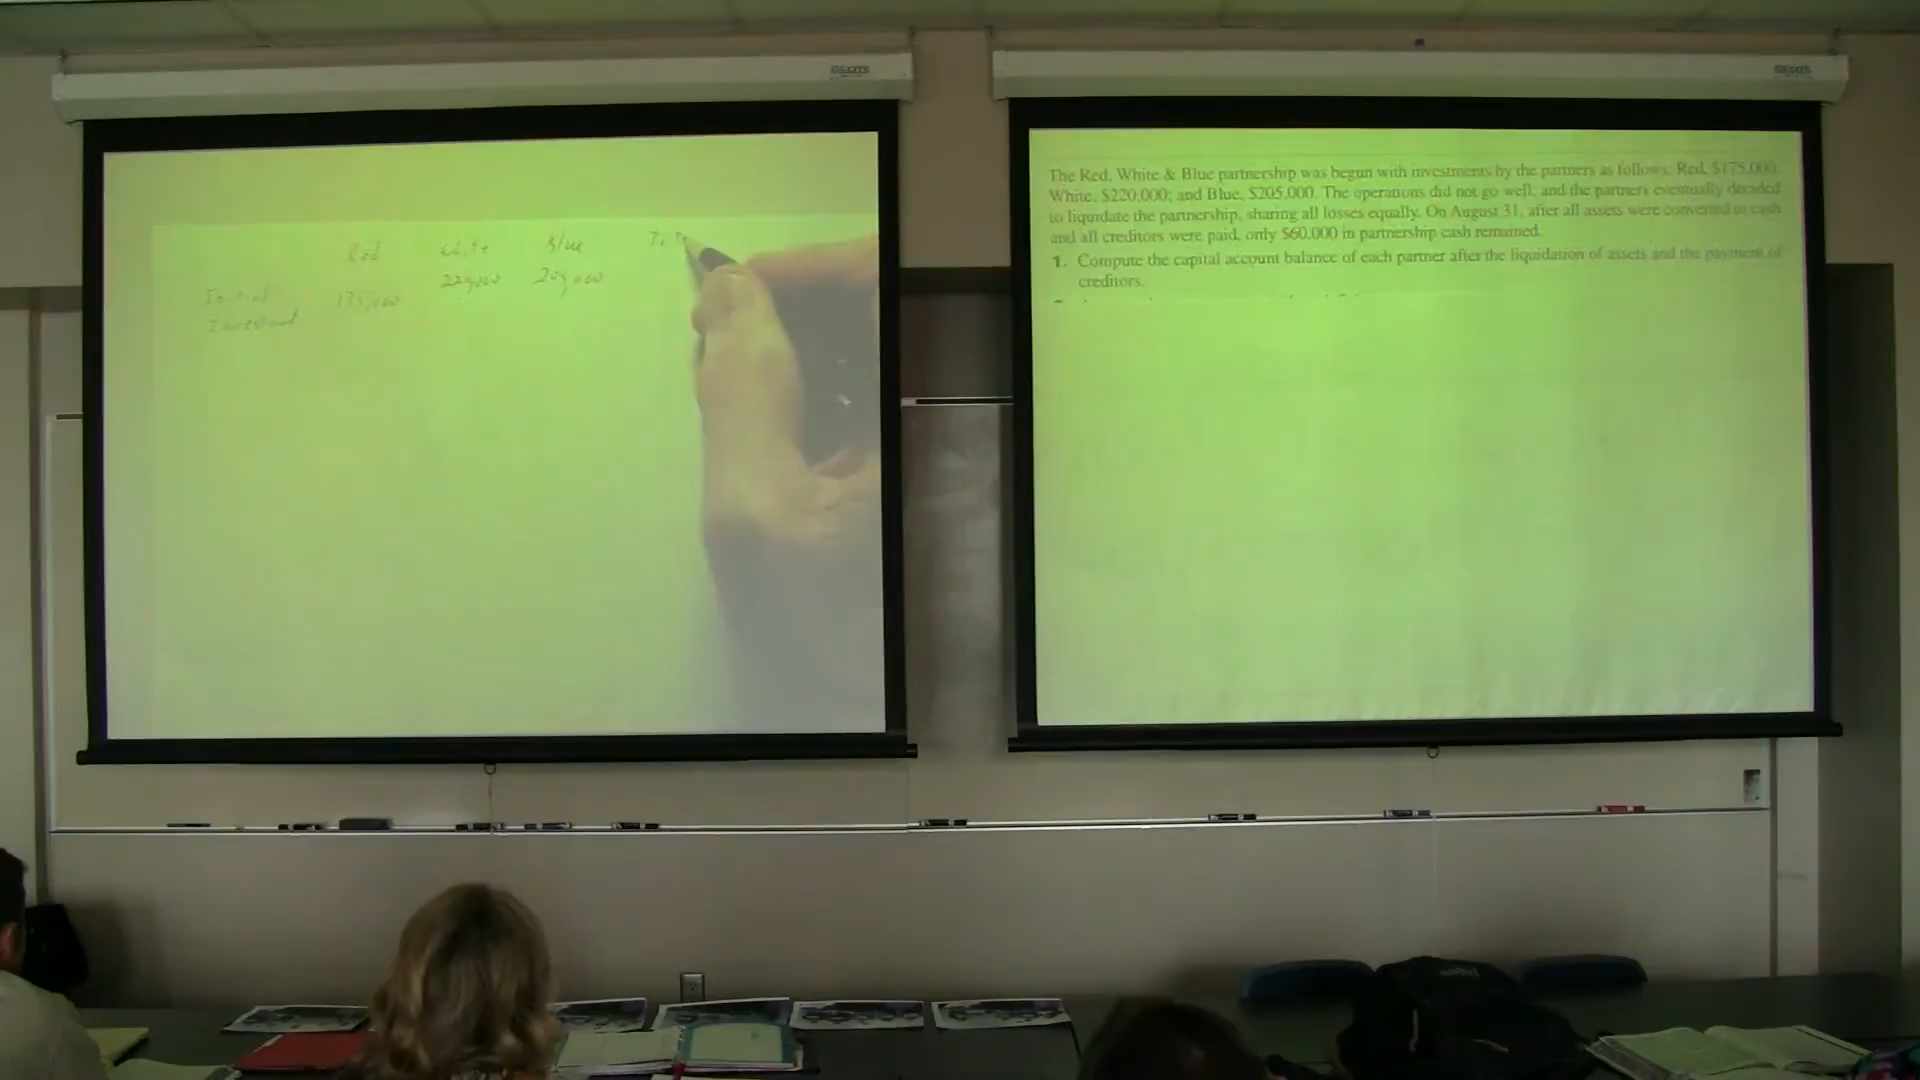 Red White Blue To
Initial 175,000 220,000 205,000
Investment
The Red, White & Blue partnership was begun with investments by the partners as follows: Red, $175,000;
White, $220,000; and Blue, $205,000. The operations did not go well, and the partners eventually decided
to liquidate the partnership, sharing all losses equally. On August 31, after all assets were converted to cash
and all creditors were paid, only $60,000 in partnership cash remained.
1. Compute the capital account balance of each partner after the liquidation of assets and the payment of
creditors.